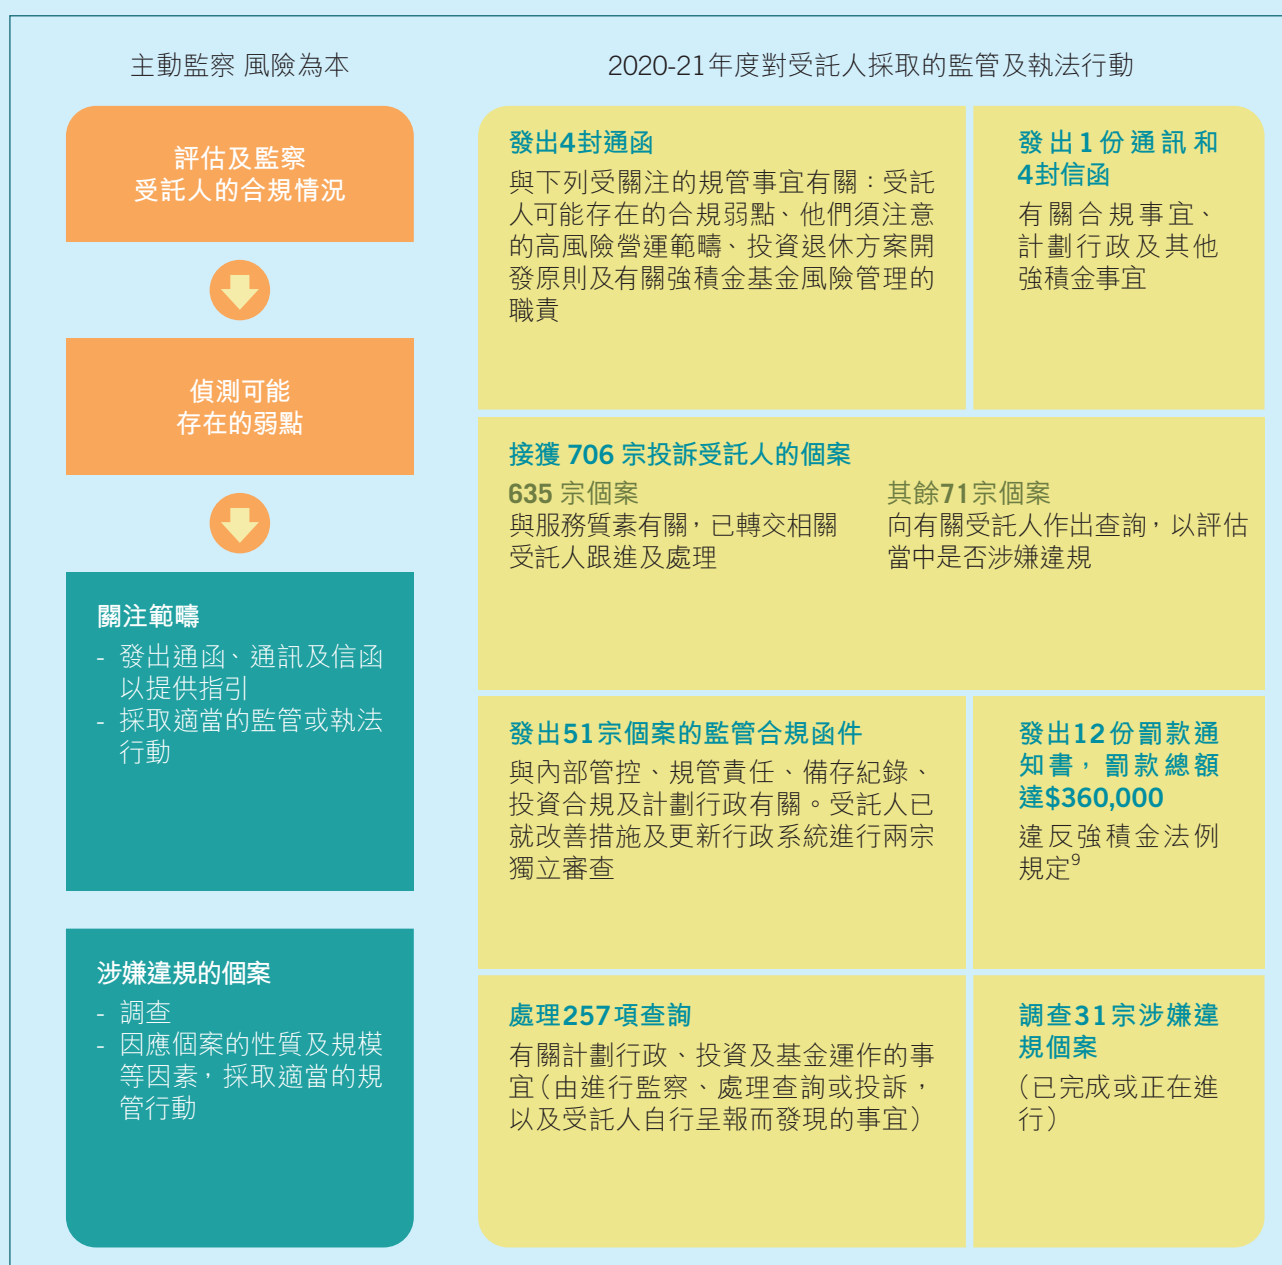 主動監察 風險為本
評估及監察
受託人的合規情況
偵測可能
存在的弱點
關注範疇
- 發出通函、通訊及信函
以提供指引
- 採取適當的監管或執法
行動
涉嫌違規的個案
- 調查
- 因應個案的性質及規模
等因素，採取適當的規
管行動
2020-21年度對受託人採取的監管及執法行動
發出4封通函
與下列受關注的規管事宜有關：受託
人可能存在的合規弱點、他們須注意
的高風險營運範疇、投資退休方案開
發原則及有關強積金基金風險管理的
職責
發出1份通訊和
4封信函
有關合規事宜、
計劃行政及其他
強積金事宜
接獲 706 宗投訴受託人的個案
635 宗個案
與服務質素有關，已轉交相關
受託人跟進及處理
其餘71宗個案
向有關受託人作出查詢，以評估
當中是否涉嫌違規
發出51宗個案的監管合規函件
與內部管控、規管責任、備存紀錄、
投資合規及計劃行政有關。受託人已
就改善措施及更新行政系統進行兩宗
獨立審查
發出12份罰款通
知書，罰款總額
達$360,000
違反強積金法例
規定9
處理257項查詢
有關計劃行政、投資及基金運作的事
宜（由進行監察、處理查詢或投訴，
以及受託人自行呈報而發現的事宜）
調查31宗涉嫌違
規個案
（已完成或正在進
行）